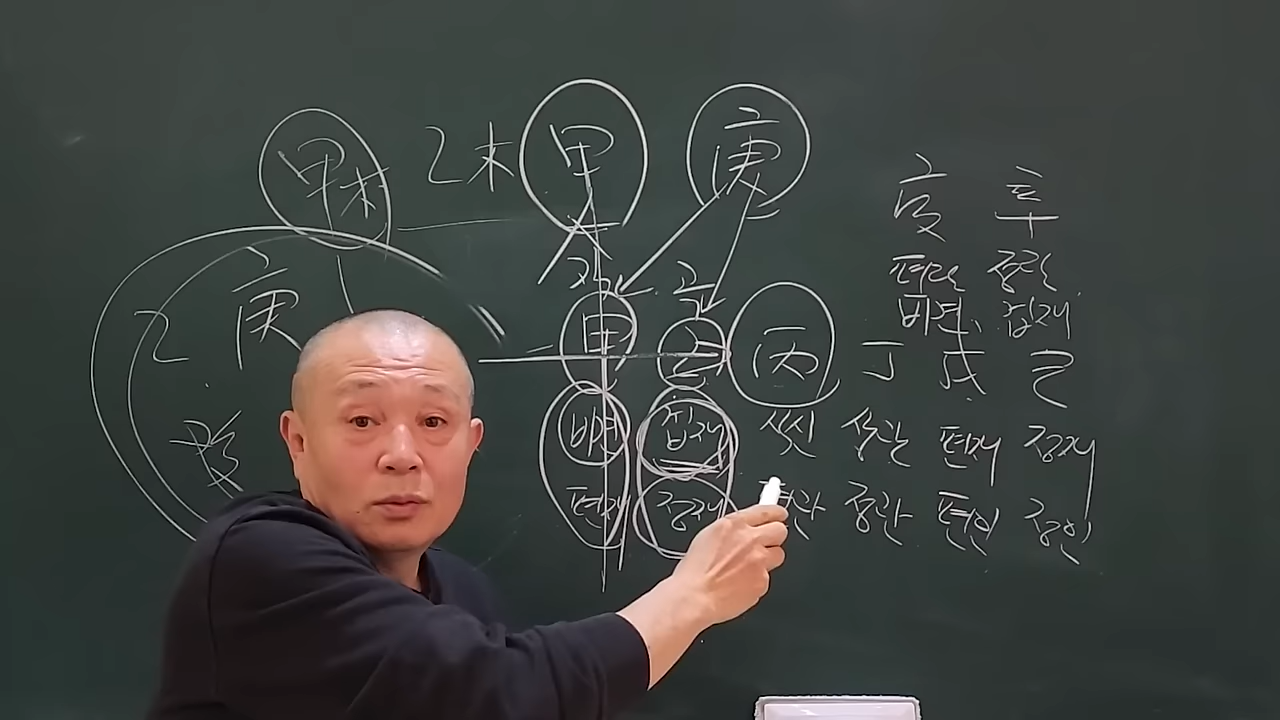 甲木 乙木 甲 庚
庚 辛
편관 정관
비견 겁재
乙 庚
甲 乙 丙 丁 戊 己
비견 겁재 식신 상관 편재 정재
편재 정재 편관 정관 편인 정인